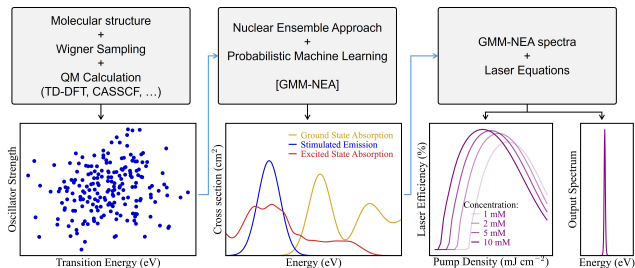 Molecular structure
+
Wigner Sampling
+
QM Calculation
(TD-DFT, CASSCF, …)
Nuclear Ensemble Approach
+
Probabilistic Machine Learning
[GMM-NEA]
GMM-NEA spectra
+
Laser Equations
Oscillator Strength
Transition Energy (eV)
Cross section (cm²)
Ground State Absorption
Stimulated Emission
Excited State Absorption
Energy (eV)
Laser Efficiency (%)
Concentration:
1 mM
2 mM
5 mM
10 mM
Pump Density (mJ cm⁻²)
Output Spectrum
Energy (eV)